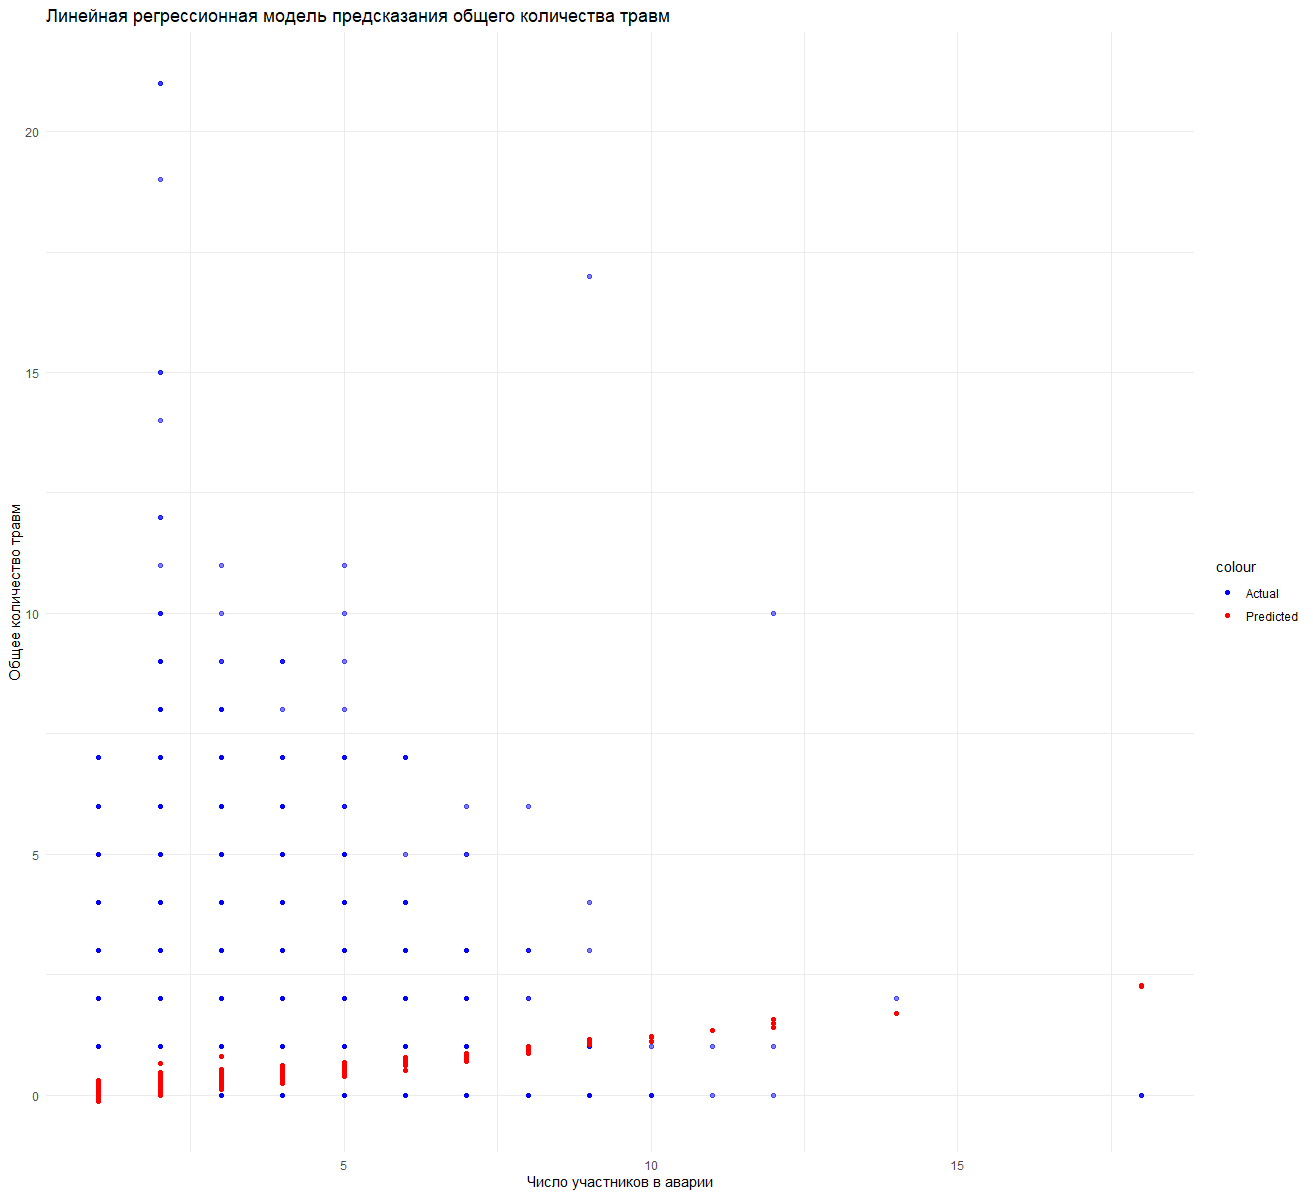 Линейная регрессионная модель предсказания общего количества травм
20
15
10
5
0
Общее количество травм
5
10
15
Число участников в аварии
colour
Actual
Predicted